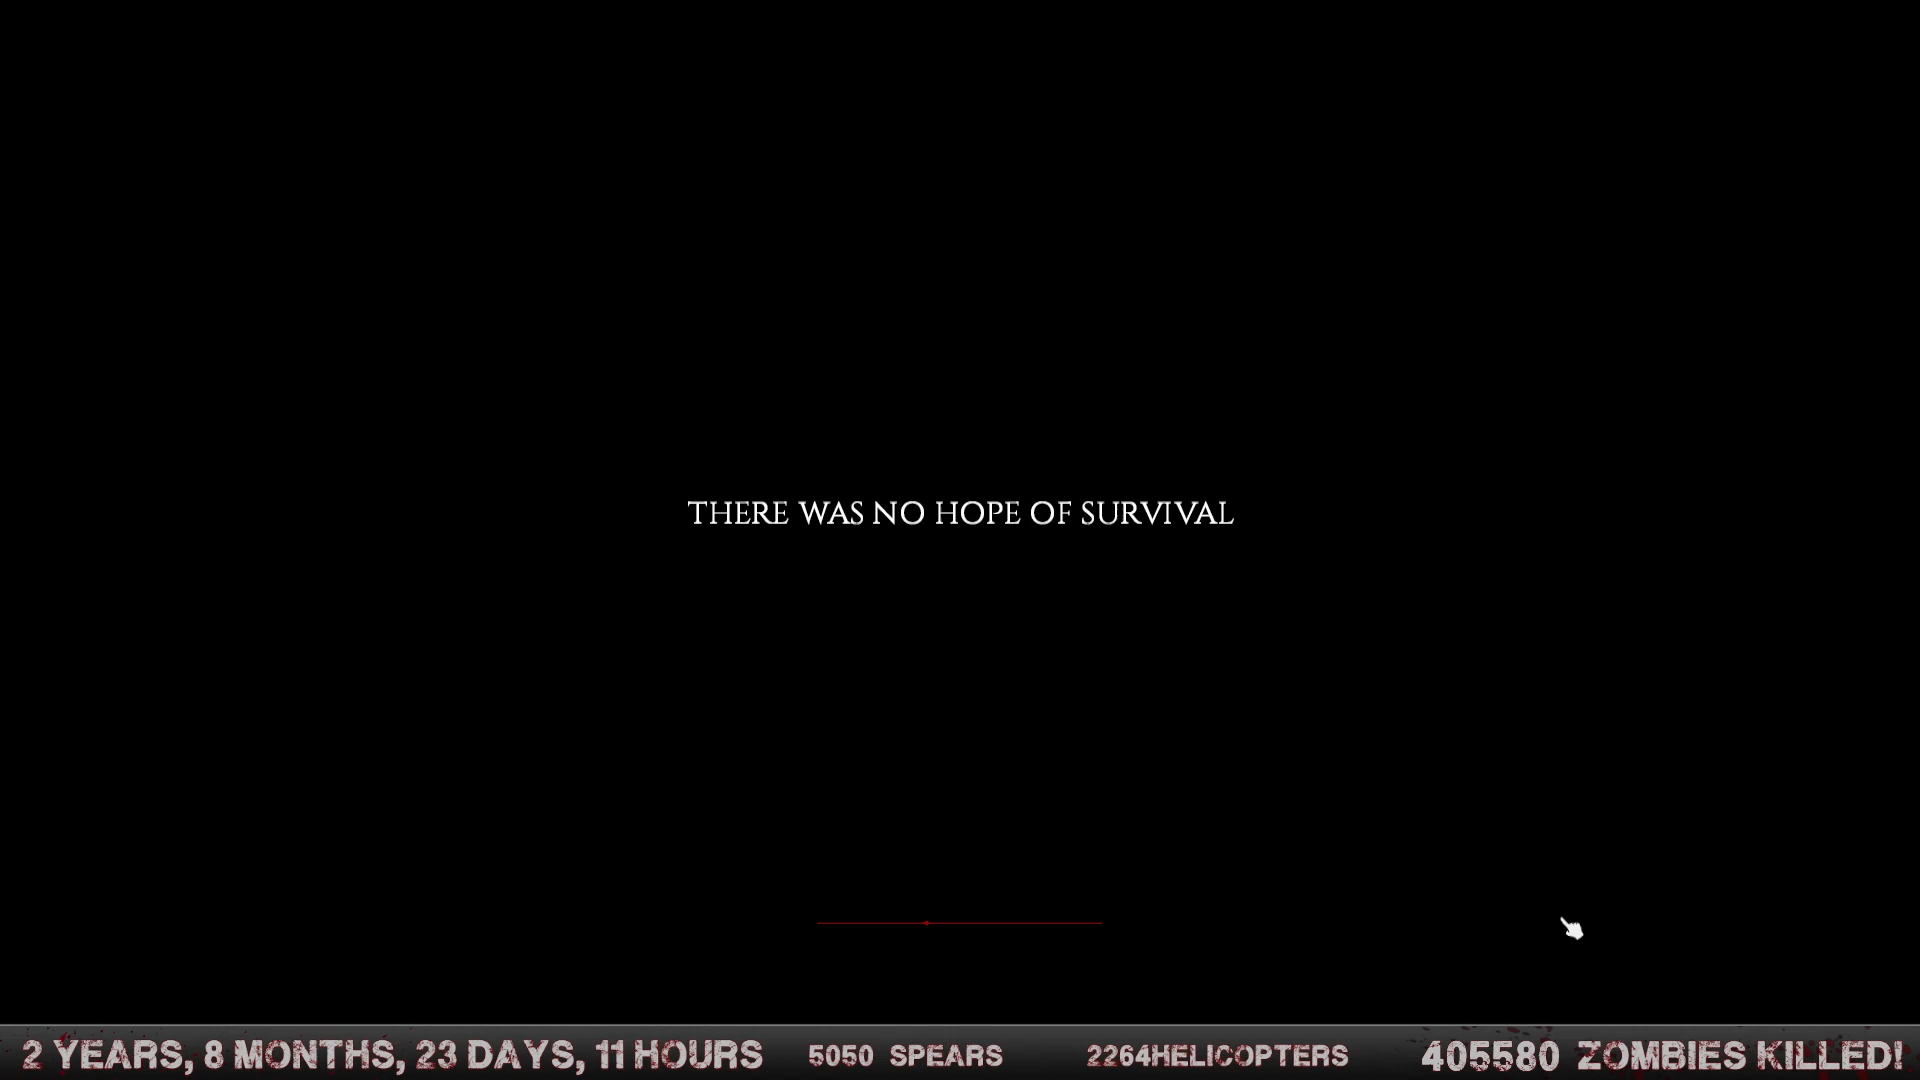 THERE WAS NO HOPE OF SURVIVAL
2 YEARS, 8 MONTHS, 23 DAYS, 11 HOURS 5050 SPEARS 2264HELICOPTERS 405580 ZOMBIES KILLED!